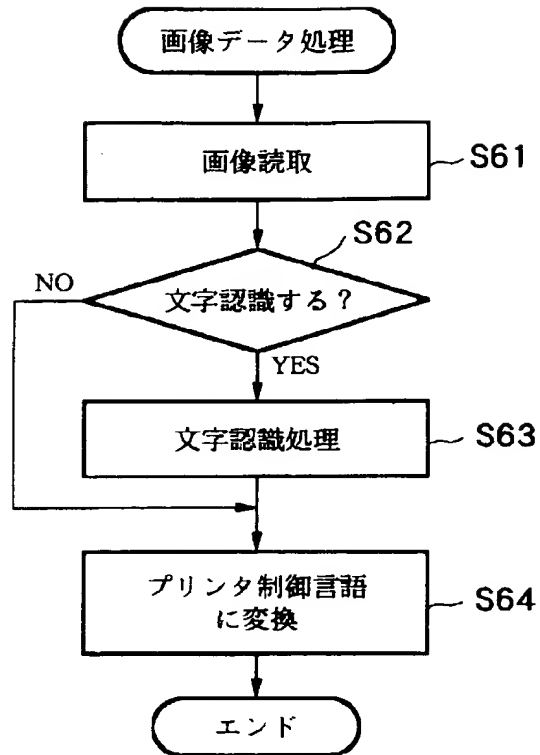 画像データ処理
画像読取
S61
S62
文字認識する？
NO
YES
文字認識処理
S63
プリンタ制御言語
に変換
S64
エンド